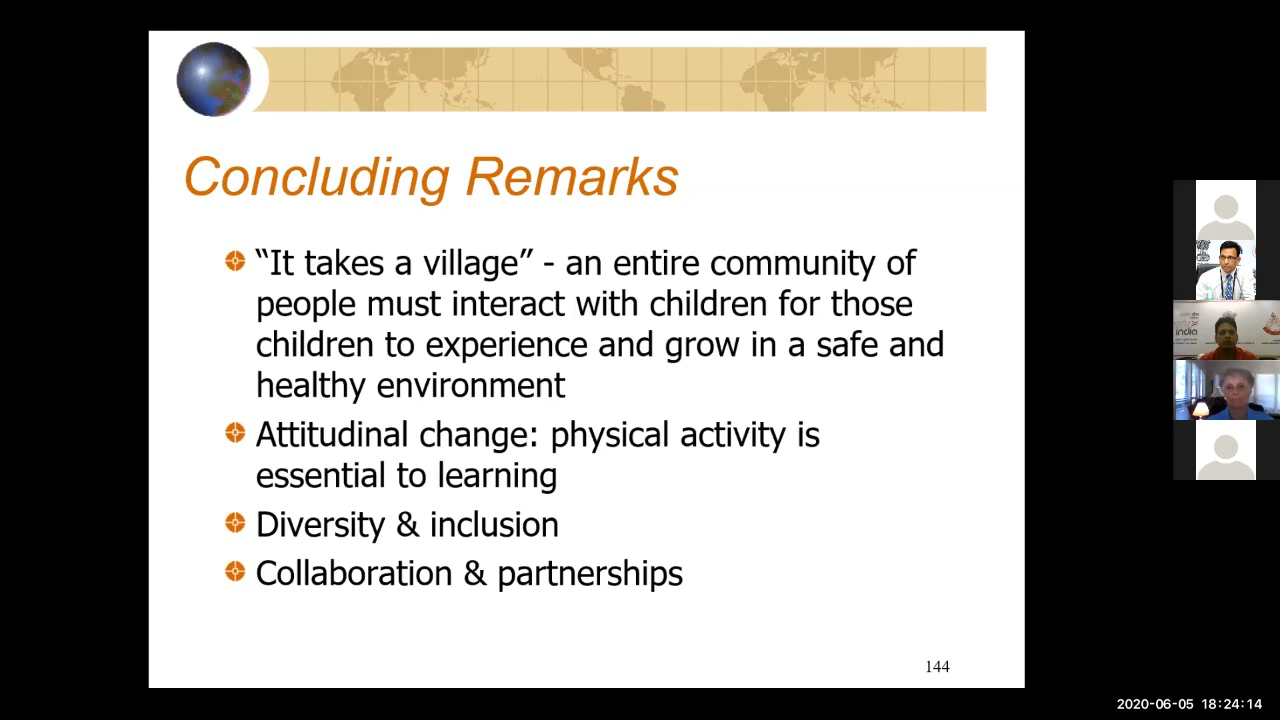 Concluding Remarks
“It takes a village” - an entire community of
people must interact with children for those
children to experience and grow in a safe and
healthy environment
Attitudinal change: physical activity is
essential to learning
Diversity & inclusion
Collaboration & partnerships
144
india
2020-06-05 18:24:14